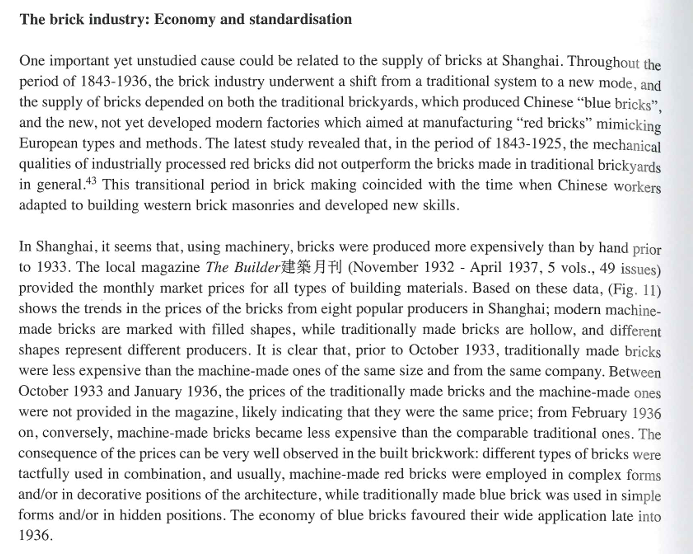 The brick industry: Economy and standardisation
One important yet unstudied cause could be related to the supply of bricks at Shanghai. Throughout the
period of 1843-1936, the brick industry underwent a shift from a traditional system to a new mode, and
the supply of bricks depended on both the traditional brickyards, which produced Chinese “blue bricks”,
and the new, not yet developed modern factories which aimed at manufacturing “red bricks” mimicking
European types and methods. The latest study revealed that, in the period of 1843-1925, the mechanical
qualities of industrially processed red bricks did not outperform the bricks made in traditional brickyards
in general.43 This transitional period in brick making coincided with the time when Chinese workers
adapted to building western brick masonries and developed new skills.
In Shanghai, it seems that, using machinery, bricks were produced more expensively than by hand prior
to 1933. The local magazine The Builder建築月刊 (November 1932 - April 1937, 5 vols., 49 issues)
provided the monthly market prices for all types of building materials. Based on these data, (Fig. 11)
shows the trends in the prices of the bricks from eight popular producers in Shanghai; modern machine-
made bricks are marked with filled shapes, while traditionally made bricks are hollow, and different
shapes represent different producers. It is clear that, prior to October 1933, traditionally made bricks
were less expensive than the machine-made ones of the same size and from the same company. Between
October 1933 and January 1936, the prices of the traditionally made bricks and the machine-made ones
were not provided in the magazine, likely indicating that they were the same price; from February 1936
on, conversely, machine-made bricks became less expensive than the comparable traditional ones. The
consequence of the prices can be very well observed in the built brickwork: different types of bricks were
tactfully used in combination, and usually, machine-made red bricks were employed in complex forms
and/or in decorative positions of the architecture, while traditionally made blue brick was used in simple
forms and/or in hidden positions. The economy of blue bricks favoured their wide application late into
1936.